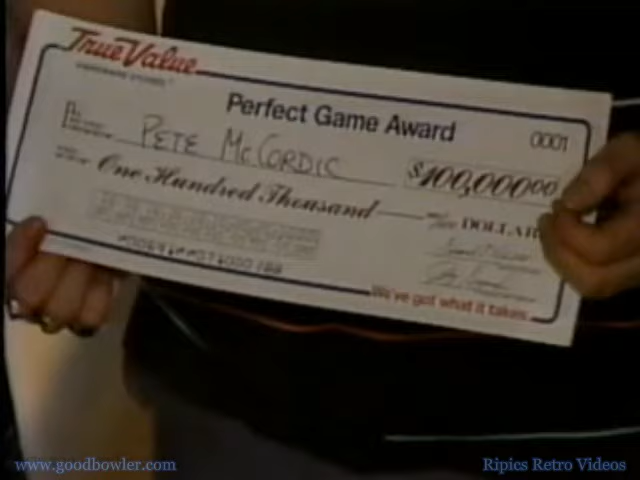 True Value
Perfect Game Award
0001
PETE McCORDIC
$100,000.00
One Hundred Thousand
DOLLAR
We've got what it takes.
www.goodbowler.com
Ripics Retro Videos